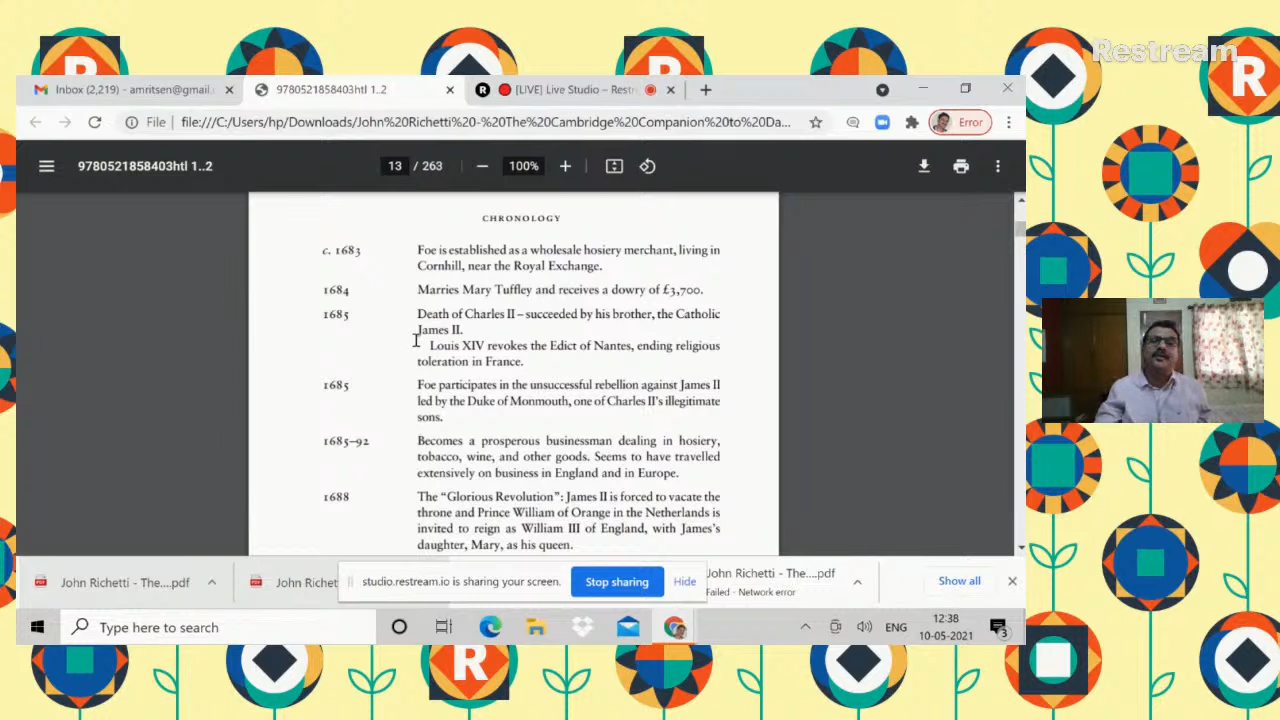 Restream
Inbox (2,219) - amritsen@gmail.
9780521858403htl 1..2
R
[LIVE] Live Studio – Restr
File
file:///C:/Users/hp/Downloads/John%20Richetti%20-%20The%20Cambridge%20Companion%20to%20Da...
Error
9780521858403htl 1..2
13 / 263
100%
CHRONOLOGY
c. 1683
Foe is established as a wholesale hosiery merchant, living in
Cornhill, near the Royal Exchange.
1684
Marries Mary Tuffley and receives a dowry of £3,700.
1685
Death of Charles II – succeeded by his brother, the Catholic
James II.
Louis XIV revokes the Edict of Nantes, ending religious
toleration in France.
1685
Foe participates in the unsuccessful rebellion against James II
led by the Duke of Monmouth, one of Charles II's illegitimate
sons.
1685–92
Becomes a prosperous businessman dealing in hosiery,
tobacco, wine, and other goods. Seems to have travelled
extensively on business in England and in Europe.
1688
The "Glorious Revolution": James II is forced to vacate the
throne and Prince William of Orange in the Netherlands is
invited to reign as William III of England, with James's
daughter, Mary, as his queen.
John Richetti - The....pdf
John Richet
studio.restream.io is sharing your screen.
Stop sharing
Hide
John Richetti - The....pdf
Failed - Network error
Show all
Type here to search
ENG
12:38
10-05-2021
3
R
R
R
R